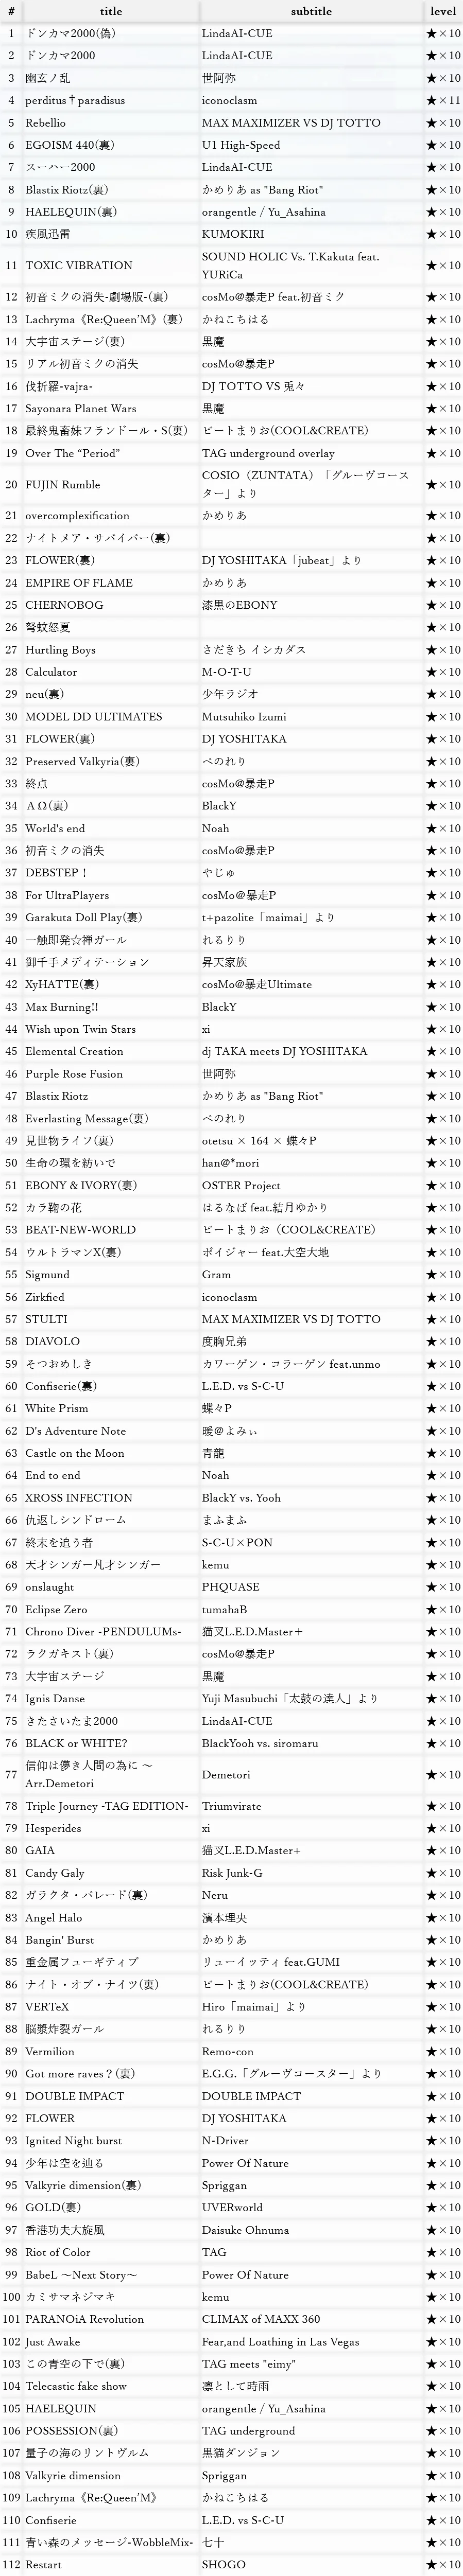 # title subtitle level
1 ドンカマ2000(偽) LindaAI-CUE ★×10
2 ドンカマ2000 LindaAI-CUE ★×10
3 幽玄ノ乱 世阿弥 ★×10
4 perditus†paradisus iconoclasm ★×11
5 Rebellio MAX MAXIMIZER VS DJ TOTTO ★×10
6 EGOISM 440(裏) U1 High-Speed ★×10
7 スーハー2000 LindaAI-CUE ★×10
8 Blastix Riotz(裏) かめりあ as "Bang Riot" ★×10
9 HAELEQUIN(裏) orangentle / Yu_Asahina ★×10
10 疾風迅雷 KUMOKIRI ★×10
11 TOXIC VIBRATION SOUND HOLIC Vs. T.Kakuta feat.
YURiCa ★×10
12 初音ミクの消失‐劇場版‐(裏) cosMo@暴走P feat.初音ミク ★×10
13 Lachryma《Re:Queen'M》(裏) かねこちはる ★×10
14 大宇宙ステージ(裏) 黒魔 ★×10
15 リアル初音ミクの消失 cosMo@暴走P ★×10
16 伐折羅-vajra- DJ TOTTO VS 兎々 ★×10
17 Sayonara Planet Wars 黒魔 ★×10
18 最終鬼畜妹フランドール・S(裏) ビートまりお(COOL&CREATE) ★×10
19 Over The “Period” TAG underground overlay ★×10
20 FUJIN Rumble COSIO（ZUNTATA）「グルーヴコース
ター」より ★×10
21 overcomplexification かめりあ ★×10
22 ナイトメア・サバイバー(裏) ★×10
23 FLOWER(裏) DJ YOSHITAKA「jubeat」より ★×10
24 EMPIRE OF FLAME かめりあ ★×10
25 CHERNOBOG 漆黒のEBONY ★×10
26 弩蚊怒夏 ★×10
27 Hurtling Boys さだきち イシカダス ★×10
28 Calculator M-O-T-U ★×10
29 neu(裏) 少年ラジオ ★×10
30 MODEL DD ULTIMATES Mutsuhiko Izumi ★×10
31 FLOWER(裏) DJ YOSHITAKA ★×10
32 Preserved Valkyria(裏) ぺのれり ★×10
33 終点 cosMo@暴走P ★×10
34 ＡΩ(裏) BlackY ★×10
35 World's end Noah ★×10
36 初音ミクの消失 cosMo@暴走P ★×10
37 DEBSTEP！ やじゅ ★×10
38 For UltraPlayers cosMo＠暴走P ★×10
39 Garakuta Doll Play(裏) t+pazolite「maimai」より ★×10
40 一触即発☆禅ガール れるりり ★×10
41 御千手メディテーション 昇天家族 ★×10
42 XyHATTE(裏) cosMo@暴走Ultimate ★×10
43 Max Burning!! BlackY ★×10
44 Wish upon Twin Stars xi ★×10
45 Elemental Creation dj TAKA meets DJ YOSHITAKA ★×10
46 Purple Rose Fusion 世阿弥 ★×10
47 Blastix Riotz かめりあ as "Bang Riot" ★×10
48 Everlasting Message(裏) ぺのれり ★×10
49 見世物ライフ(裏) otetsu × 164 × 蝶々P ★×10
50 生命の環を紡いで han@*mori ★×10
51 EBONY & IVORY(裏) OSTER Project ★×10
52 カラ鞠の花 はるなば feat.結月ゆかり ★×10
53 BEAT-NEW-WORLD ビートまりお（COOL&CREATE） ★×10
54 ウルトラマンX(裏) ボイジャー feat.大空大地 ★×10
55 Sigmund Gram ★×10
56 Zirkfied iconoclasm ★×10
57 STULTI MAX MAXIMIZER VS DJ TOTTO ★×10
58 DIAVOLO 度胸兄弟 ★×10
59 そつおめしき カワーゲン・コラーゲン feat.unmo ★×10
60 Confiserie(裏) L.E.D. vs S-C-U ★×10
61 White Prism 蝶々P ★×10
62 D's Adventure Note 暖@よみぃ ★×10
63 Castle on the Moon 青龍 ★×10
64 End to end Noah ★×10
65 XROSS INFECTION BlackY vs. Yooh ★×10
66 仇返しシンドローム まふまふ ★×10
67 終末を追う者 S-C-U×PON ★×10
68 天才シンガー凡才シンガー kemu ★×10
69 onslaught PHQUASE ★×10
70 Eclipse Zero tumahaB ★×10
71 Chrono Diver -PENDULUMs- 猫叉L.E.D.Master＋ ★×10
72 ラクガキスト(裏) cosMo@暴走P ★×10
73 大宇宙ステージ 黒魔 ★×10
74 Ignis Danse Yuji Masubuchi「太鼓の達人」より ★×10
75 きたさいたま2000 LindaAI-CUE ★×10
76 BLACK or WHITE? BlackYooh vs. siromaru ★×10
77 信仰は儚き人間の為に ～
Arr.Demetori Demetori ★×10
78 Triple Journey -TAG EDITION- Triumvirate ★×10
79 Hesperides xi ★×10
80 GAIA 猫叉L.E.D.Master+ ★×10
81 Candy Galy Risk Junk-G ★×10
82 ガラクタ・パレード(裏) Neru ★×10
83 Angel Halo 濱本理央 ★×10
84 Bangin' Burst かめりあ ★×10
85 重金属フューギティブ リューイッティ feat.GUMI ★×10
86 ナイト・オブ・ナイツ(裏) ビートまりお(COOL&CREATE) ★×10
87 VERTeX Hiro「maimai」より ★×10
88 脳漿炸裂ガール れるりり ★×10
89 Vermilion Remo-con ★×10
90 Got more raves？(裏) E.G.G.「グルーヴコースター」より ★×10
91 DOUBLE IMPACT DOUBLE IMPACT ★×10
92 FLOWER DJ YOSHITAKA ★×10
93 Ignited Night burst N-Driver ★×10
94 少年は空を辿る Power Of Nature ★×10
95 Valkyrie dimension(裏) Spriggan ★×10
96 GOLD(裏) UVERworld ★×10
97 香港功夫大旋風 Daisuke Ohnuma ★×10
98 Riot of Color TAG ★×10
99 BabeL ～Next Story～ Power Of Nature ★×10
100 カミサマネジマキ kemu ★×10
101 PARANOiA Revolution CLIMAX of MAXX 360 ★×10
102 Just Awake Fear,and Loathing in Las Vegas ★×10
103 この青空の下で(裏) TAG meets "eimy" ★×10
104 Telecastic fake show 凛として時雨 ★×10
105 HAELEQUIN orangentle / Yu_Asahina ★×10
106 POSSESSION(裏) TAG underground ★×10
107 量子の海のリントヴルム 黒猫ダンジョン ★×10
108 Valkyrie dimension Spriggan ★×10
109 Lachryma《Re:Queen'M》 かねこちはる ★×10
110 Confiserie L.E.D. vs S-C-U ★×10
111 青い森のメッセージ-WobbleMix- 七十 ★×10
112 Restart SHOGO ★×10